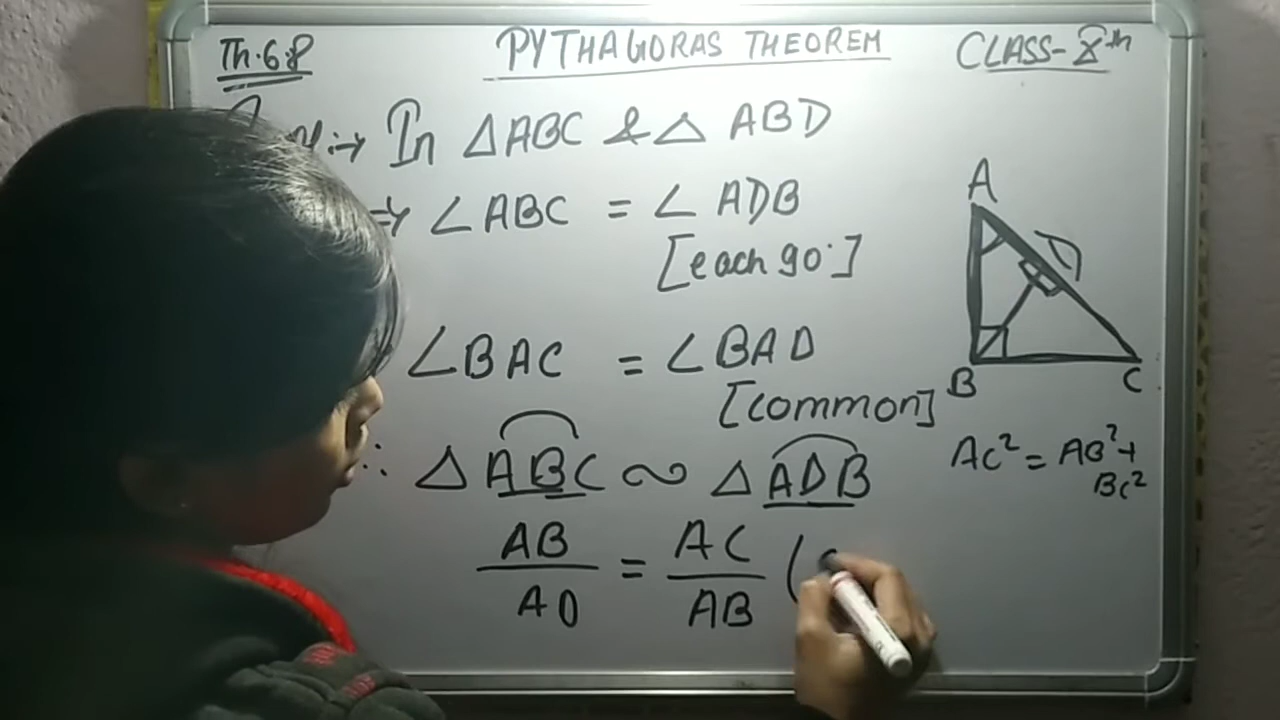 Th. 6.8
PYTHAGORAS THEOREM
CLASS-8th
In △ABC & △ ABD
⇒ ∠ABC = ∠ADB
[each 90°]
∠BAC = ∠BAD
[common]
∴ △ABC ∾ △ADB
AB/AD = AC/AB (
A
D
B
C
AC² = AB² +
BC²